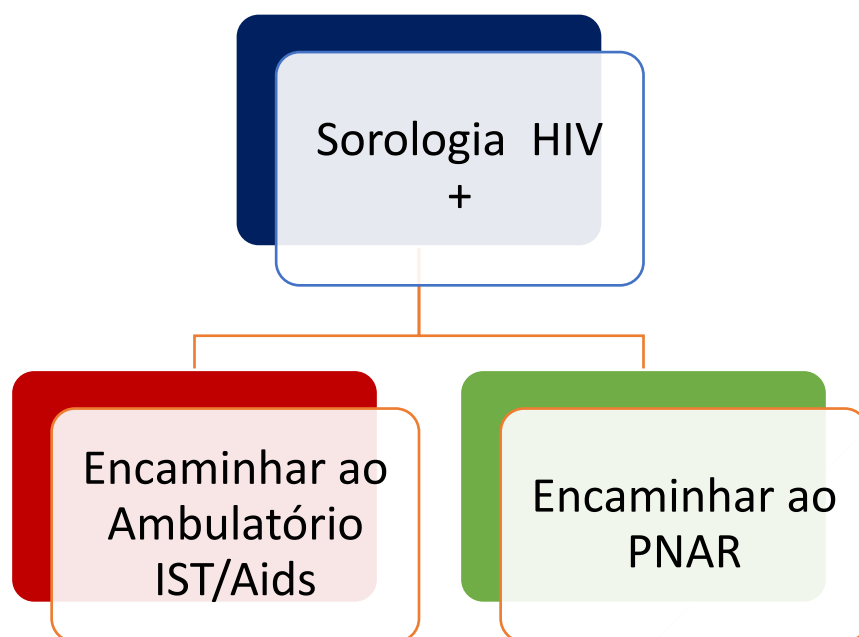 Sorologia HIV
+
Encaminhar ao
Ambulatório
IST/Aids
Encaminhar ao
PNAR